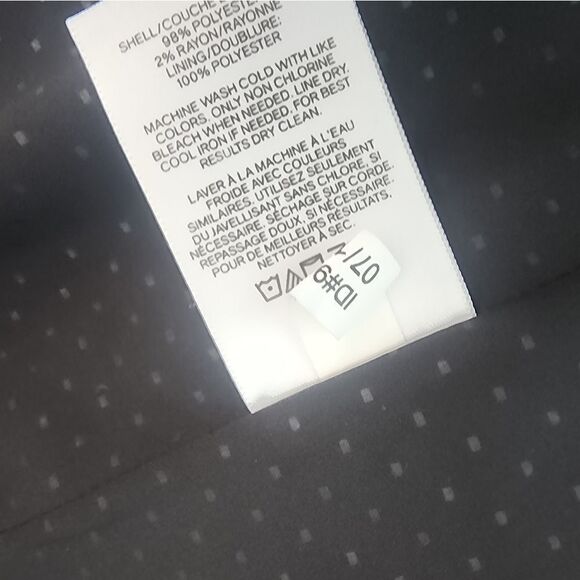 SHELL/COUCHE
98% POLYESTE
2% RAYON/RAYONNE
LINING/DOUBLURE:
100% POLYESTER
MACHINE WASH COLD WITH LIKE
COLORS, ONLY NON CHLORINE
BLEACH WHEN NEEDED. LINE DRY.
COOL IRON IF NEEDED. FOR BEST
RESULTS DRY CLEAN.
LAVER À LA MACHINE À L'EAU
FROIDE AVEC COULEURS
SIMILAIRES, UTILISEZ SEULEMENT
DU JAVELLISANT SANS CHLORE, SI
NÉCESSAIRE. SÉCHAGE SUR CORDE.
REPASSAGE DOUX, SI NÉCESSAIRE.
POUR DE MEILLEURS RÉSULTATS,
NETTOYER À SEC.
07/
ID#9